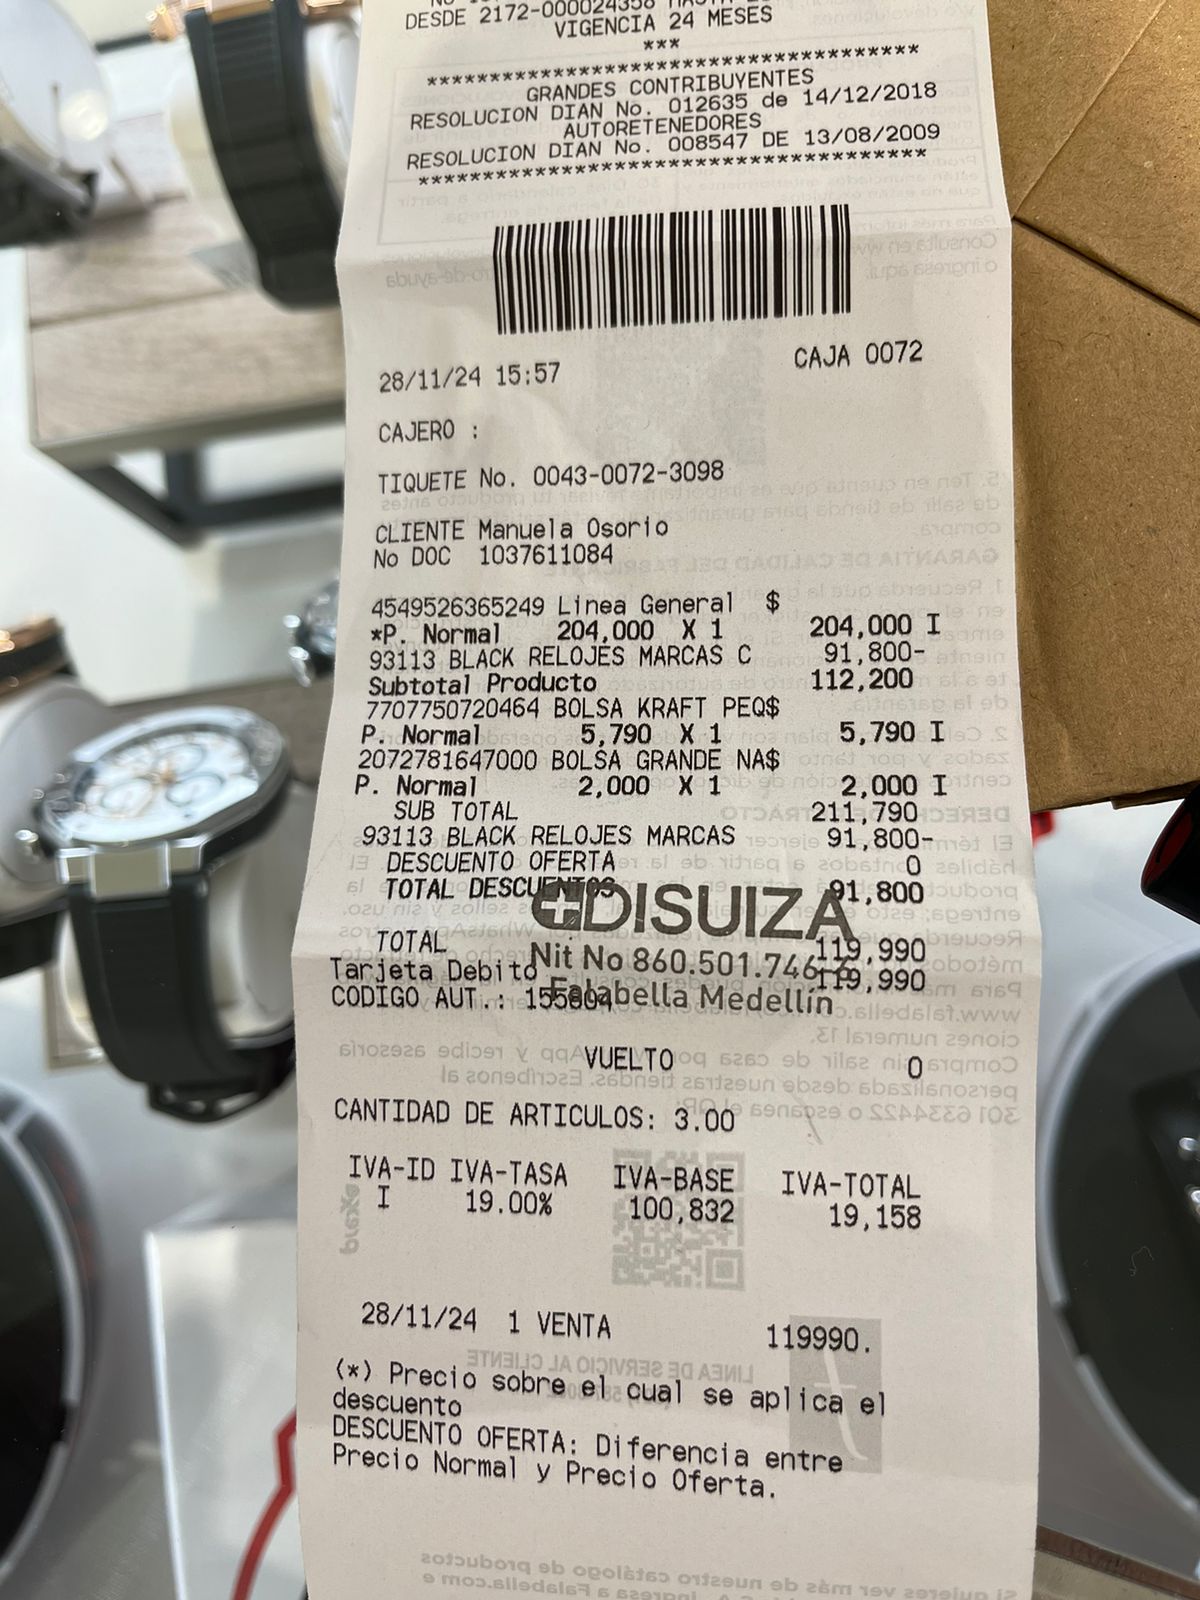 DESDE 2172-000024358
VIGENCIA 24 MESES
***
****************************************
GRANDES CONTRIBUYENTES
RESOLUCION DIAN No. 012635 de 14/12/2018
AUTORETENEDORES
RESOLUCION DIAN No. 008547 DE 13/08/2009
****************************************
28/11/24 15:57 CAJA 0072
CAJERO :
TIQUETE No. 0043-0072-3098
CLIENTE Manuela Osorio
No DOC 1037611084
4549526365249 Linea General $
*P. Normal 204,000 X 1 204,000 I
93113 BLACK RELOJES MARCAS C 91,800-
Subtotal Producto 112,200
7707750720464 BOLSA KRAFT PEQ$
P. Normal 5,790 X 1 5,790 I
2072781647000 BOLSA GRANDE NA$
P. Normal 2,000 X 1 2,000 I
SUB TOTAL 211,790
93113 BLACK RELOJES MARCAS 91,800-
DESCUENTO OFERTA 0
TOTAL DESCUENTOS 91,800
DISUIZA
TOTAL 119,990
Nit No 860.501.746
Tarjeta Debito 119,990
CODIGO AUT.: 155804
Falabella Medellín
VUELTO 0
CANTIDAD DE ARTICULOS: 3.00
IVA-ID IVA-TASA IVA-BASE IVA-TOTAL
I 19.00% 100,832 19,158
28/11/24 1 VENTA 119990.
(*) Precio sobre el cual se aplica el
descuento
DESCUENTO OFERTA: Diferencia entre
Precio Normal y Precio Oferta.